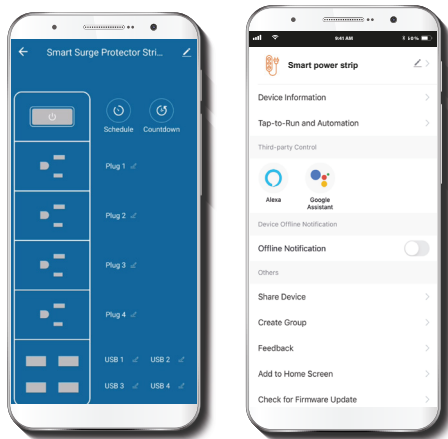 Smart Surge Protector Stri...
Schedule Countdown
Plug 1
Plug 2
Plug 3
Plug 4
USB 1 USB 2
USB 3 USB 4
9:41 AM
Smart power strip
Device Information
Tap-to-Run and Automation
Third-party Control
Alexa
Google
Assistant
Device Offline Notification
Offline Notification
Others
Share Device
Create Group
Feedback
Add to Home Screen
Check for Firmware Update